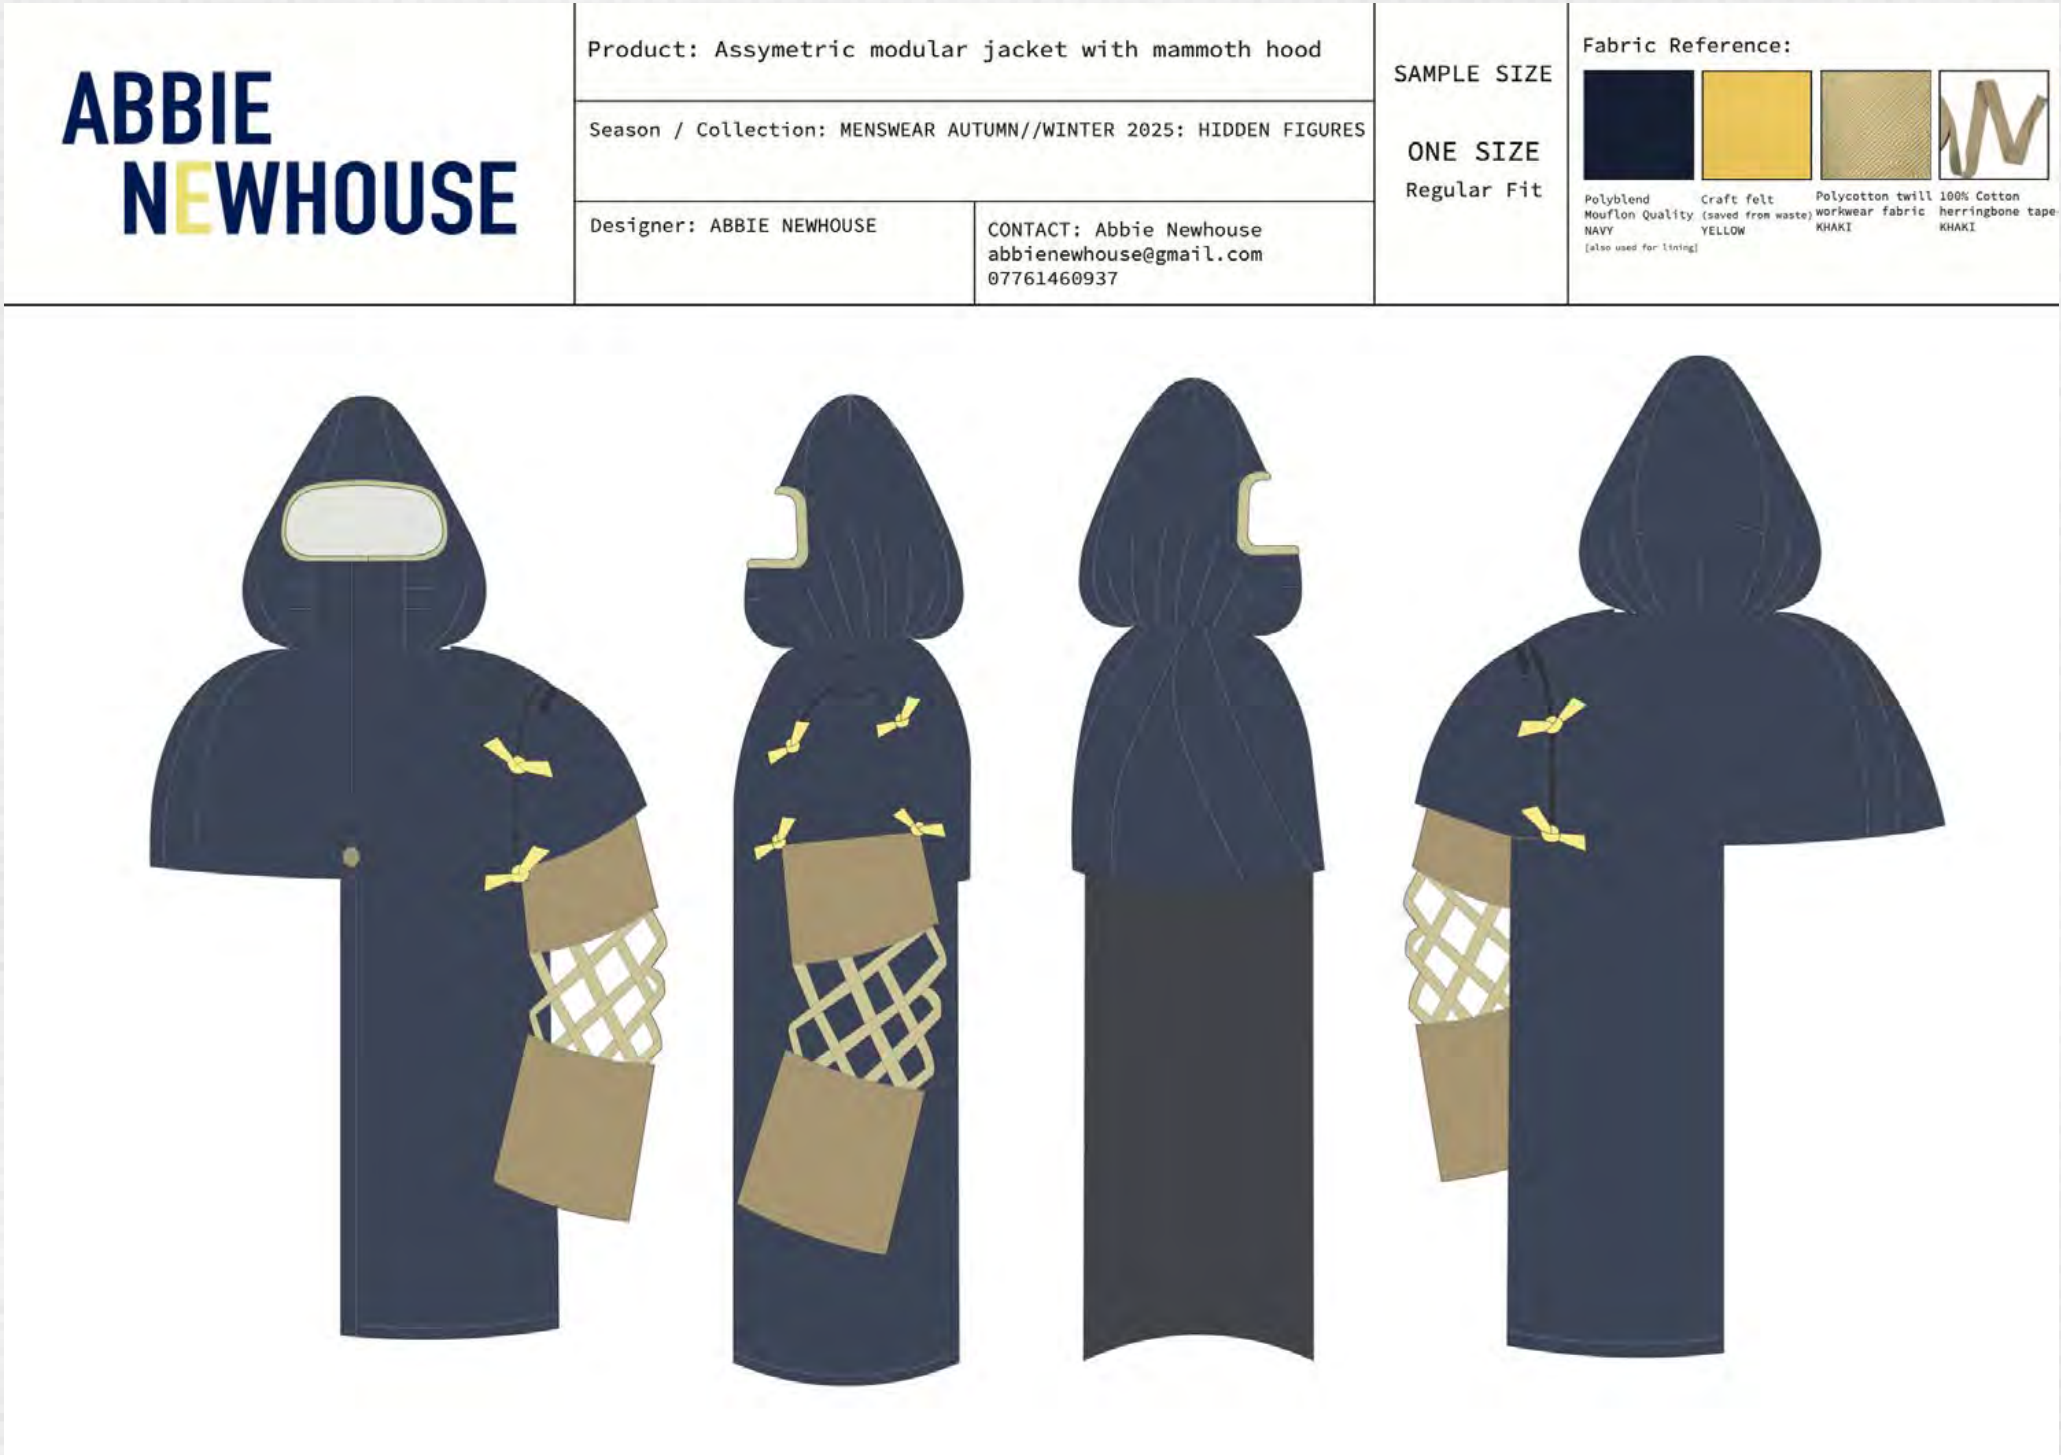 ABBIE
NEWHOUSE
Product: Assymetric modular jacket with mammoth hood
Season / Collection: MENSWEAR AUTUMN//WINTER 2025: HIDDEN FIGURES
Designer: ABBIE NEWHOUSE
CONTACT: Abbie Newhouse
abbienewhouse@gmail.com
07761460937
SAMPLE SIZE
ONE SIZE
Regular Fit
Fabric Reference:
Polyblend
Mouflon Quality
NAVY
[also used for lining]
Craft felt
(saved from waste)
YELLOW
Polycotton twill
workwear fabric
KHAKI
100% Cotton
herringbone tape
KHAKI